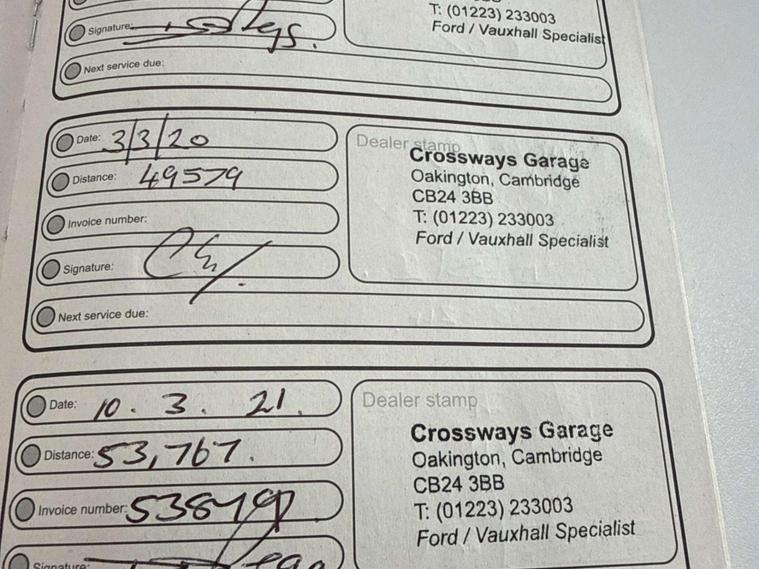 T: (01223) 233003
Ford / Vauxhall Specialist
Signature:
Next service due:
Date: 3/3/20
Distance: 49579
Invoice number:
Signature:
Next service due:
Dealer stamp
Crossways Garage
Oakington, Cambridge
CB24 3BB
T: (01223) 233003
Ford / Vauxhall Specialist
Date: 10. 3. 21.
Distance: 53,767.
Invoice number:
Signature:
Dealer stamp
Crossways Garage
Oakington, Cambridge
CB24 3BB
T: (01223) 233003
Ford / Vauxhall Specialist